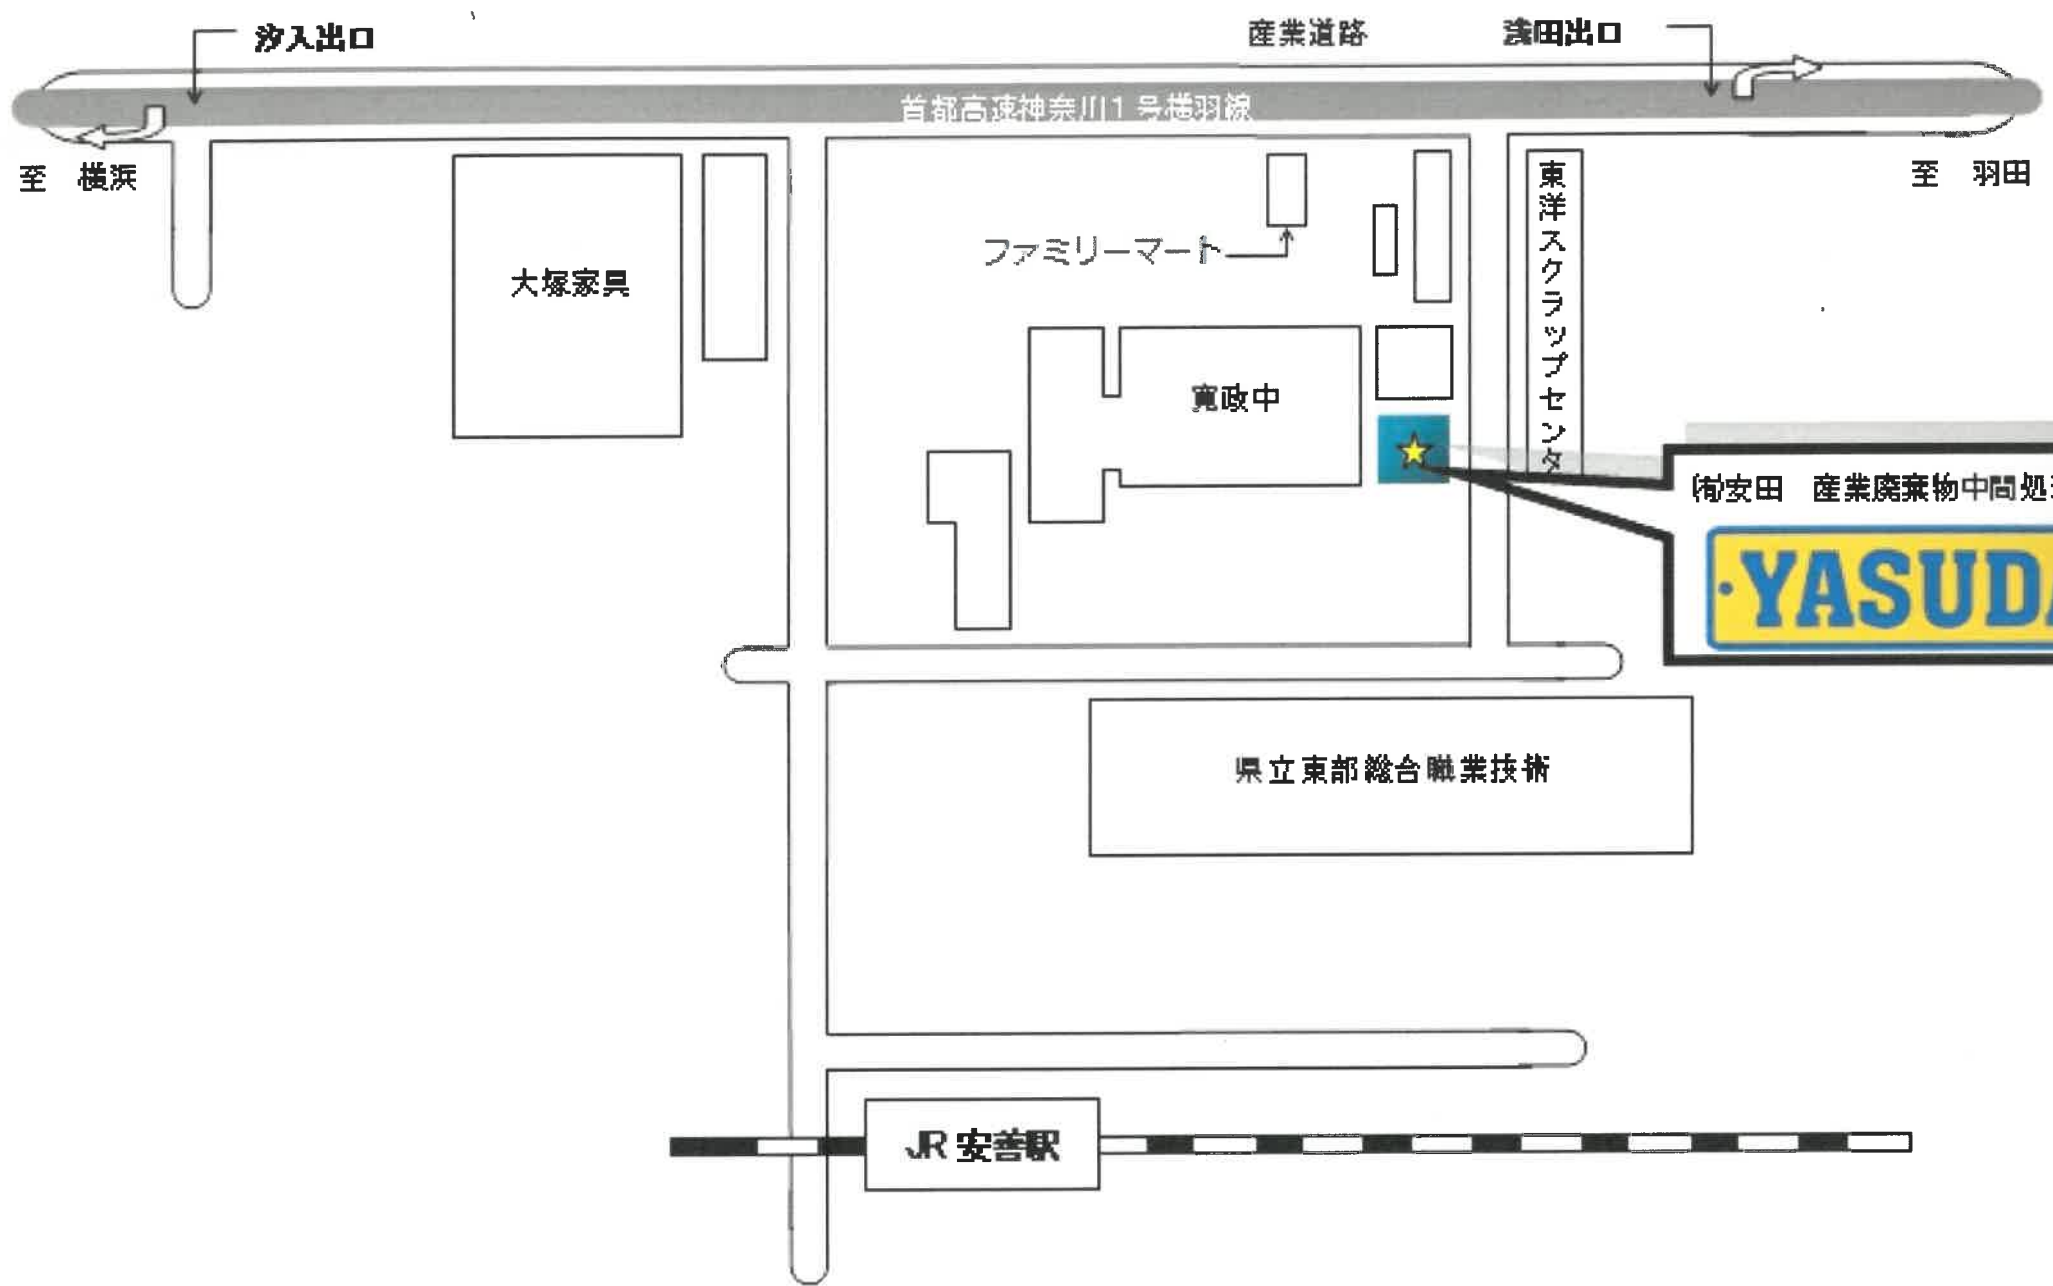 汐入出口
産業道路
浅田出口
首都高速神奈川1号横羽線
至 横浜
至 羽田
東洋スクラップセンタ
ファミリーマート
大塚家具
寛政中
㈲安田 産業廃棄物中間処
YASUDA
県立東部総合職業技術
JR 安善駅